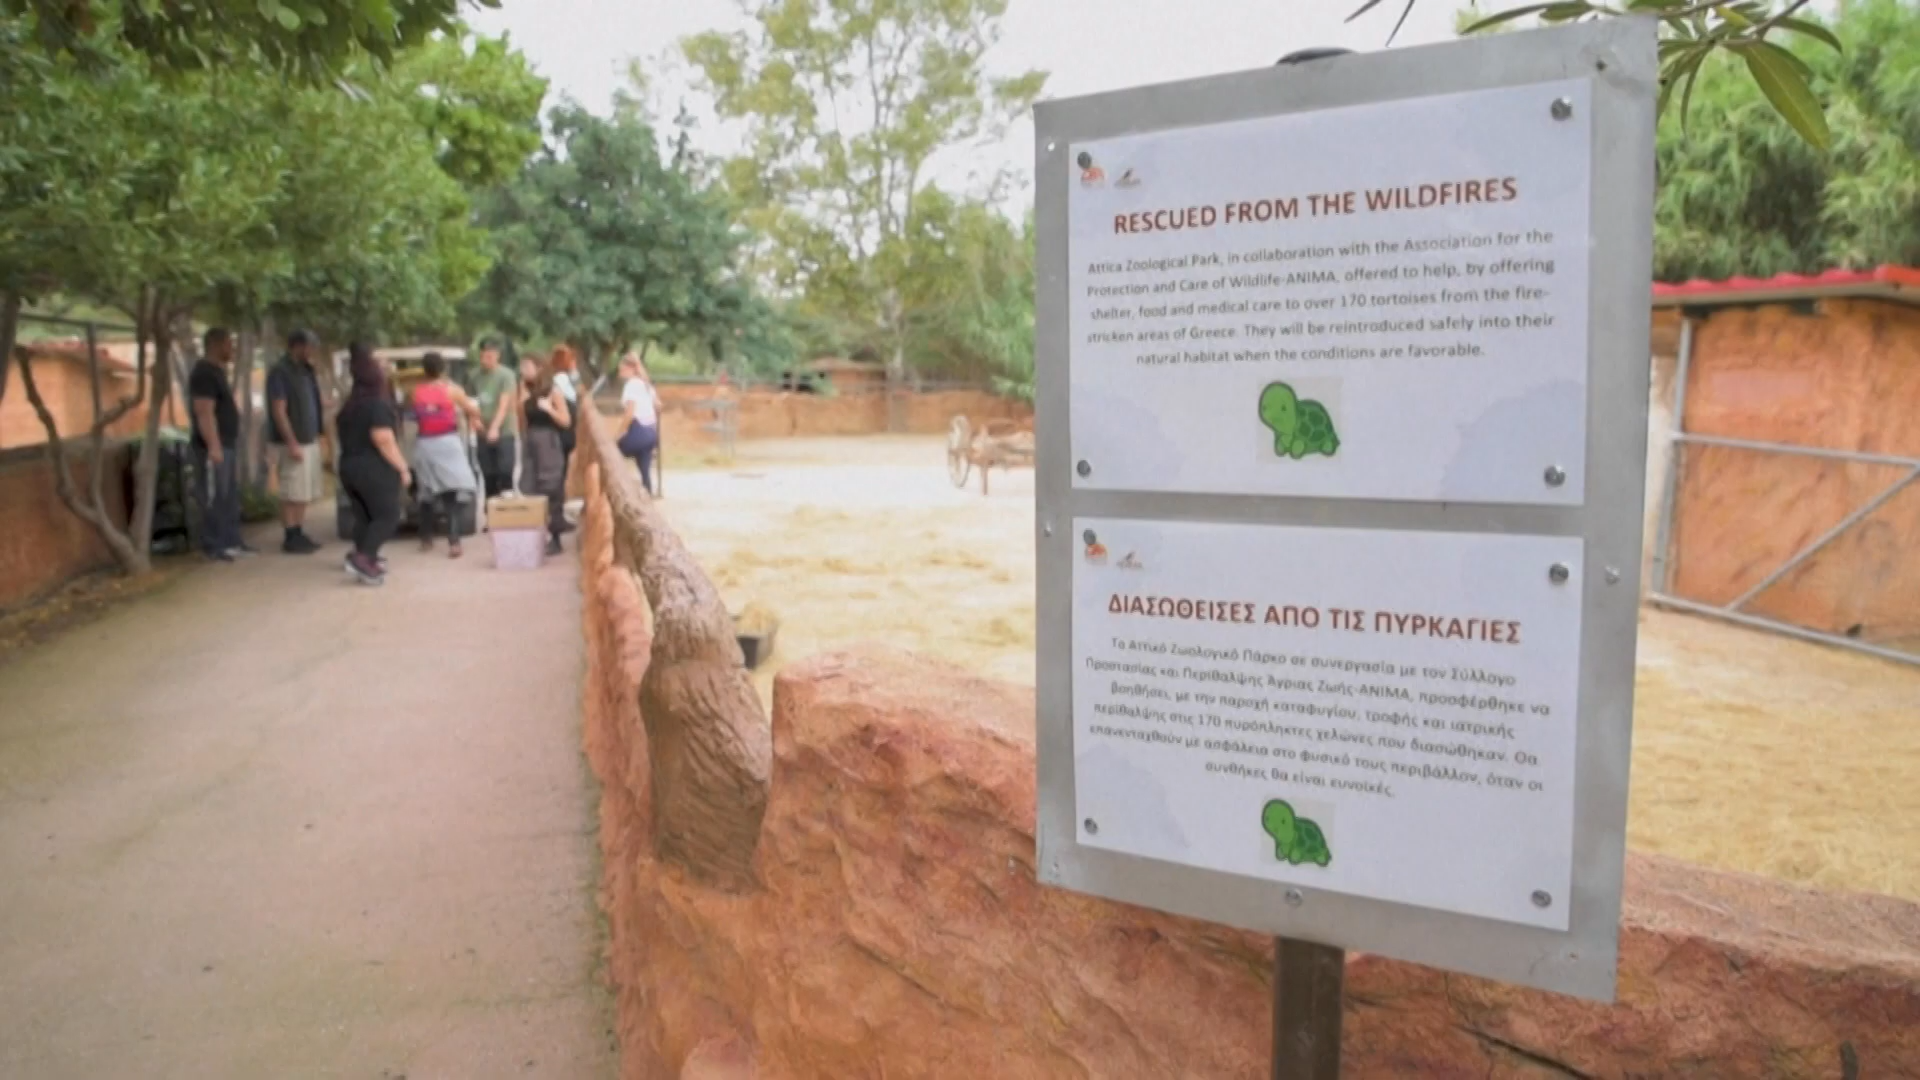 RESCUED FROM THE WILDFIRES
Attica Zoological Park, in collaboration with the Association for the
Protection and Care of Wildlife-ANIMA, offered to help, by offering
shelter, food and medical care to over 170 tortoises from the fire-
stricken areas of Greece. They will be reintroduced safely into their
natural habitat when the conditions are favorable.
ΔΙΑΣΩΘΕΙΣΕΣ ΑΠΟ ΤΙΣ ΠΥΡΚΑΓΙΕΣ
Το Αττικό Ζωολογικό Πάρκο σε συνεργασία με τον Σύλλογο
Προστασίας και Περίθαλψης Άγριας Ζωής-ANIMA, προσφέρθηκε να
βοηθήσει, με την παροχή καταφυγίου, τροφής και ιατρικής
περίθαλψης στις 170 πυρόπληκτες χελώνες που διασώθηκαν. Θα
επανενταχθούν με ασφάλεια στο φυσικό τους περιβάλλον, όταν οι
συνθήκες θα είναι ευνοϊκές.